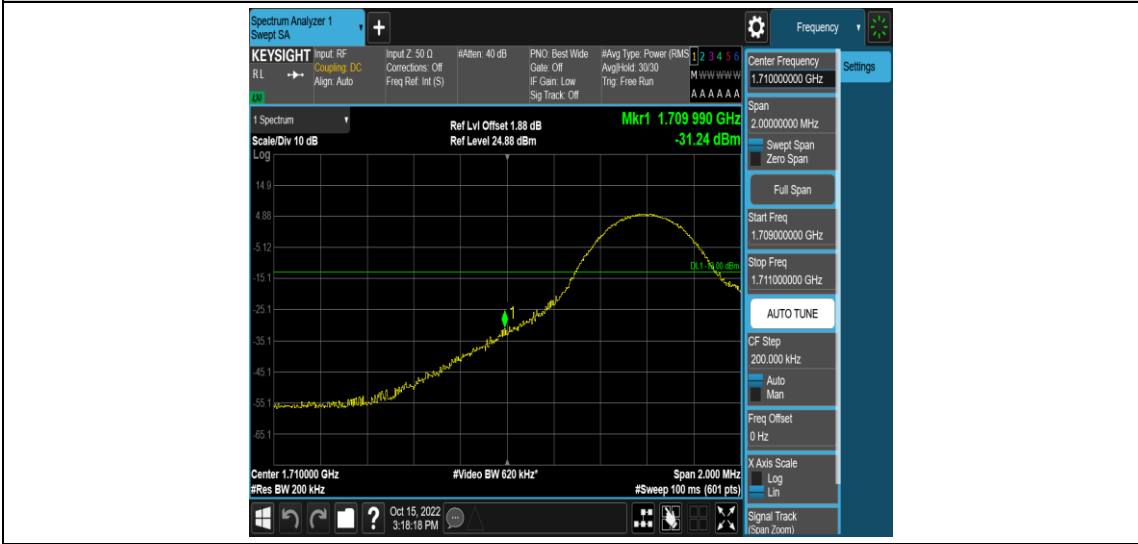 Spectrum Analyzer 1
Swept SA
+
Frequency
KEYSIGHT
RL
Input: RF
Coupling: DC
Align: Auto
Input Z: 50 Ω
Corrections: Off
Freq Ref: Int (S)
#Atten: 40 dB
PNO: Best Wide
Gate: Off
IF Gain: Low
Sig Track: Off
#Avg Type: Power (RMS
Avg|Hold: 30/30
Trig: Free Run
1 2 3 4 5 6
M W W W W W
A A A A A A
1 Spectrum
Scale/Div 10 dB
Ref Lvl Offset 1.88 dB
Ref Level 24.88 dBm
Mkr1 1.709 990 GHz
-31.24 dBm
Log
14.9
4.88
-5.12
-15.1
-25.1
-35.1
-45.1
-55.1
-65.1
1
Center 1.710000 GHz
#Res BW 200 kHz
#Video BW 620 kHz*
Span 2.000 MHz
#Sweep 100 ms (601 pts)
?
Oct 15, 2022
3:18:18 PM
Center Frequency
1.710000000 GHz
Settings
Span
2.00000000 MHz
Swept Span
Zero Span
Full Span
Start Freq
1.709000000 GHz
Stop Freq
1.711000000 GHz
AUTO TUNE
CF Step
200.000 kHz
Auto
Man
Freq Offset
0 Hz
X Axis Scale
Log
Lin
Signal Track
(Span Zoom)